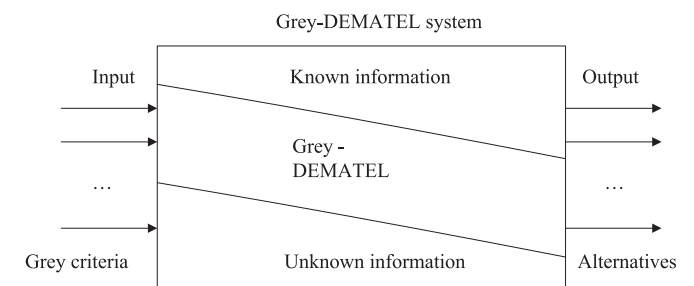 Grey-DEMATEL system
Input
Known information
Output
Grey -
DEMATEL
...
...
Grey criteria
Unknown information
Alternatives